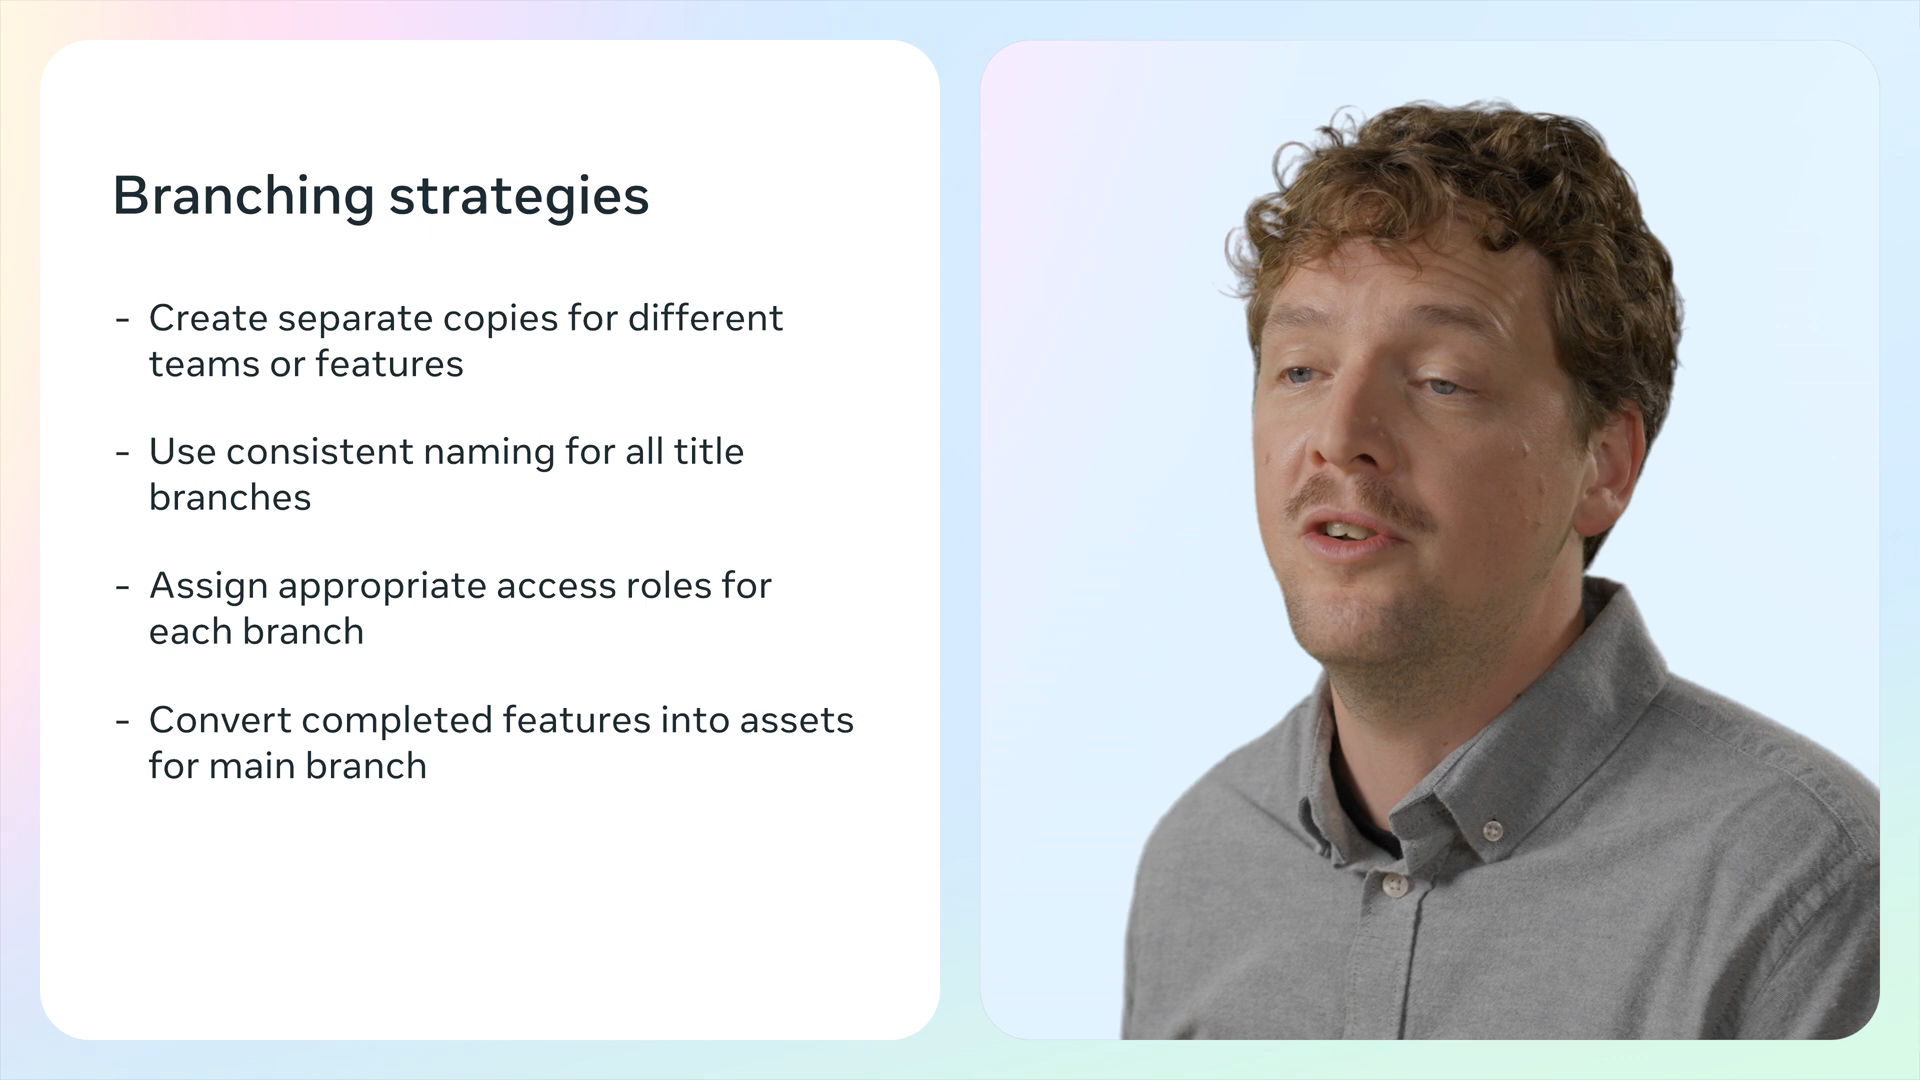 Branching strategies
- Create separate copies for different
teams or features
- Use consistent naming for all title
branches
- Assign appropriate access roles for
each branch
- Convert completed features into assets
for main branch